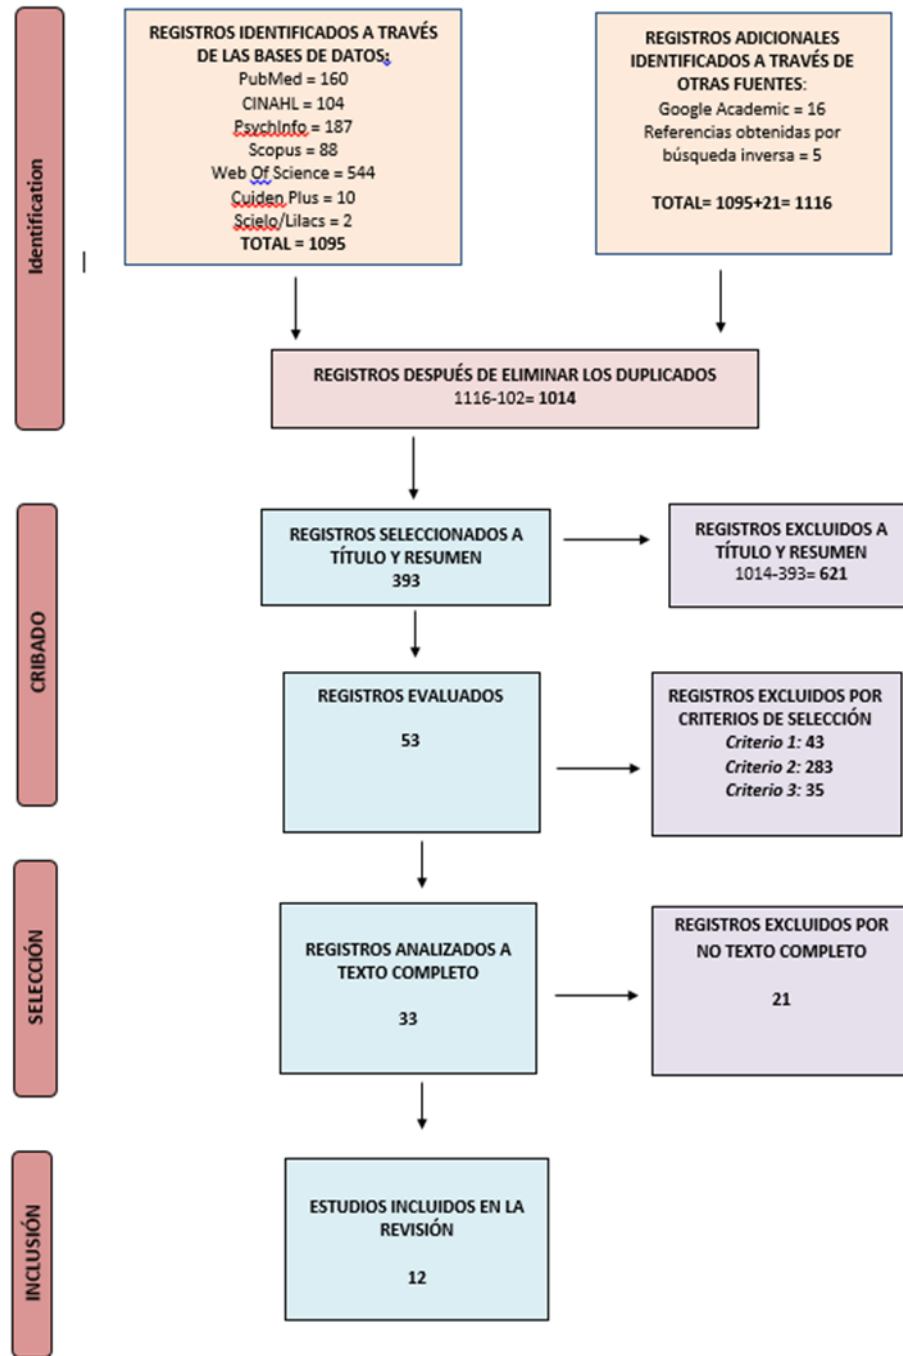 Identification
REGISTROS IDENTIFICADOS A TRAVÉS
DE LAS BASES DE DATOS:
PubMed = 160
CINAHL = 104
PsychInfo = 187
Scopus = 88
Web Of Science = 544
Cuiden Plus = 10
Scielo/Lilacs = 2
TOTAL = 1095
REGISTROS ADICIONALES
IDENTIFICADOS A TRAVÉS DE
OTRAS FUENTES:
Google Academic = 16
Referencias obtenidas por
búsqueda inversa = 5
TOTAL= 1095+21= 1116
REGISTROS DESPUÉS DE ELIMINAR LOS DUPLICADOS
1116-102= 1014
CRIBADO
REGISTROS SELECCIONADOS A
TÍTULO Y RESUMEN
393
REGISTROS EXCLUIDOS A
TÍTULO Y RESUMEN
1014-393= 621
REGISTROS EVALUADOS
53
REGISTROS EXCLUIDOS POR
CRITERIOS DE SELECCIÓN
Criterio 1: 43
Criterio 2: 283
Criterio 3: 35
SELECCIÓN
REGISTROS ANALIZADOS A
TEXTO COMPLETO
33
REGISTROS EXCLUIDOS POR
NO TEXTO COMPLETO
21
INCLUSIÓN
ESTUDIOS INCLUIDOS EN LA
REVISIÓN
12